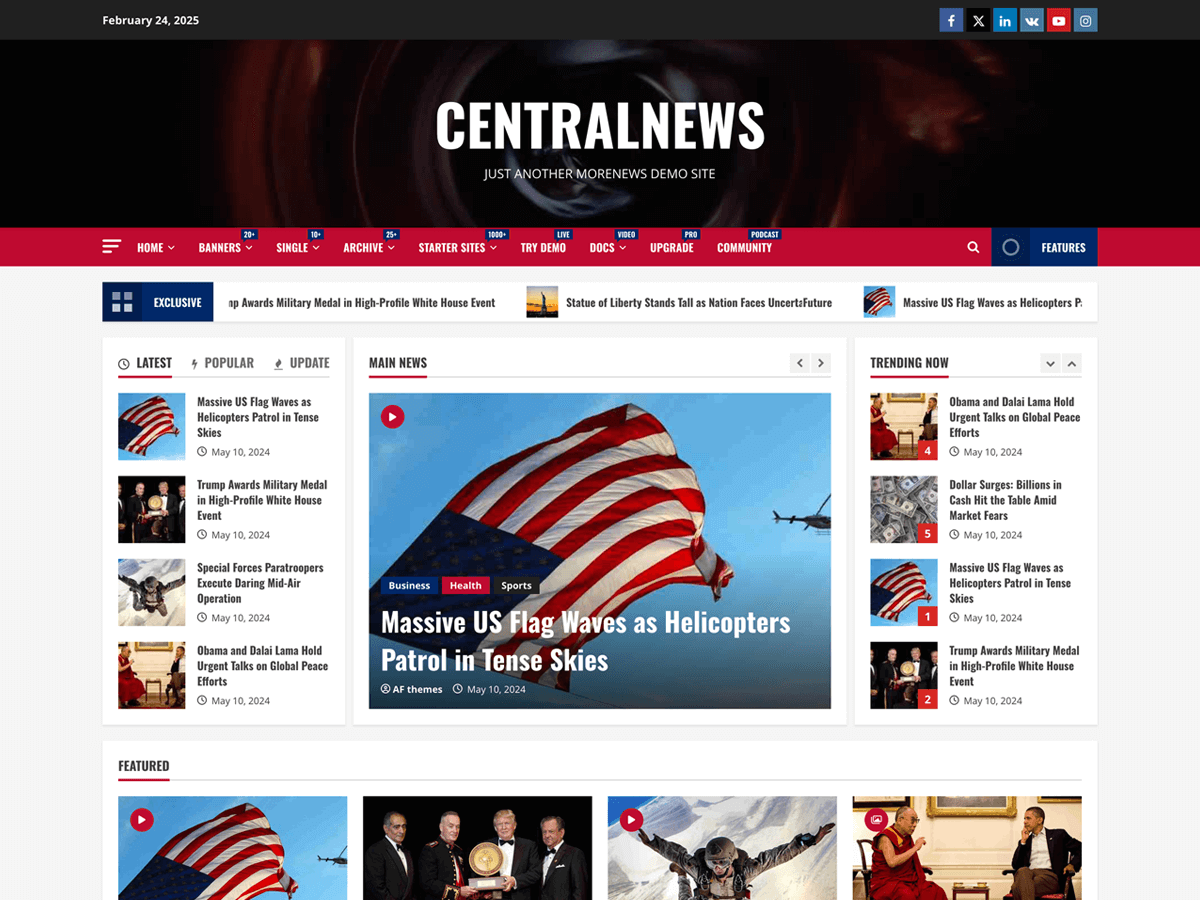 February 24, 2025
CENTRALNEWS
JUST ANOTHER MORENEWS DEMO SITE
20+ 10+ 25+ 1000+ LIVE VIDEO PRO PODCAST
HOME BANNERS SINGLE ARCHIVE STARTER SITES TRY DEMO DOCS UPGRADE COMMUNITY FEATURES
EXCLUSIVE
Awards Military Medal in High-Profile White House Event
Statue of Liberty Stands Tall as Nation Faces Uncerta Future
Massive US Flag Waves as Helicopters
LATEST POPULAR UPDATE
Massive US Flag Waves as
Helicopters Patrol in Tense
Skies
May 10, 2024
Trump Awards Military Medal
in High-Profile White House
Event
May 10, 2024
Special Forces Paratroopers
Execute Daring Mid-Air
Operation
May 10, 2024
Obama and Dalai Lama Hold
Urgent Talks on Global Peace
Efforts
May 10, 2024
MAIN NEWS
Business Health Sports
Massive US Flag Waves as Helicopters
Patrol in Tense Skies
AF themes May 10, 2024
TRENDING NOW
Obama and Dalai Lama Hold
Urgent Talks on Global Peace
Efforts
4
May 10, 2024
Dollar Surges: Billions in
Cash Hit the Table Amid
Market Fears
5
May 10, 2024
Massive US Flag Waves as
Helicopters Patrol in Tense
Skies
1
May 10, 2024
Trump Awards Military Medal
in High-Profile White House
Event
2
May 10, 2024
FEATURED